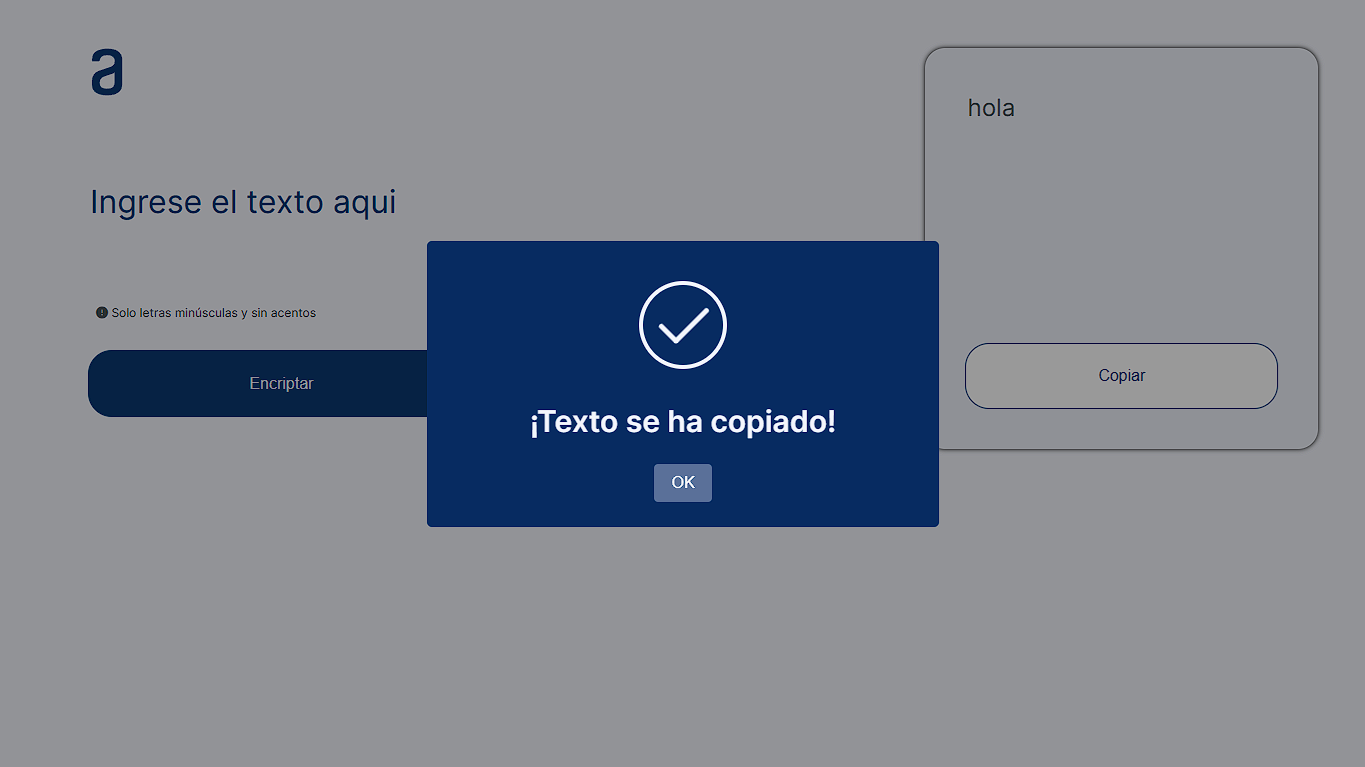 a
hola
Ingrese el texto aqui
Solo letras minúsculas y sin acentos
Encriptar
Copiar
¡Texto se ha copiado!
OK